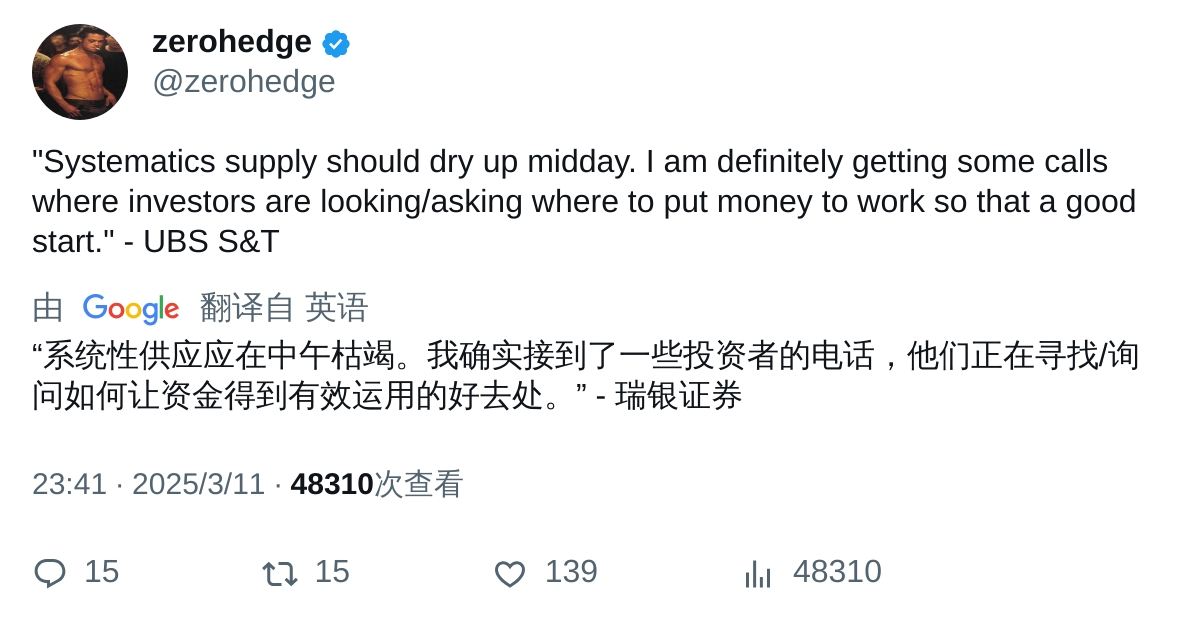 zerohedge
@zerohedge
"Systematics supply should dry up midday. I am definitely getting some calls
where investors are looking/asking where to put money to work so that a good
start." - UBS S&T
由 Google 翻译自 英语
“系统性供应应在中午枯竭。我确实接到了一些投资者的电话，他们正在寻找/询
问如何让资金得到有效运用的好去处。” - 瑞银证券
23:41 · 2025/3/11 · 48310次查看
15 15 139 48310